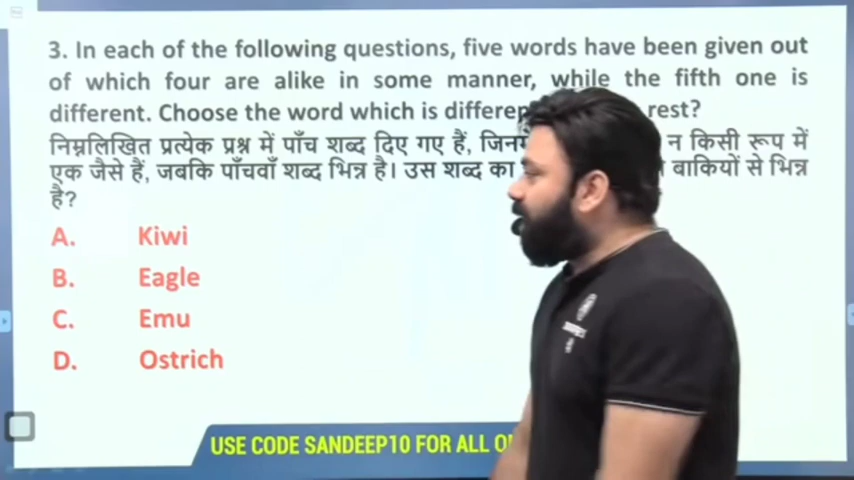 3. In each of the following questions, five words have been given out
of which four are alike in some manner, while the fifth one is
different. Choose the word which is rest?
निम्नलिखित प्रत्येक प्रश्न में पाँच शब्द दिए गए हैं, न किसी रूप में
एक जैसे हैं, जबकि पाँचवाँ शब्द भिन्न है। उस शब्द का बाकियों से भिन्न
है?
A. Kiwi
B. Eagle
C. Emu
D. Ostrich
USE CODE SANDEEP10 FOR ALL